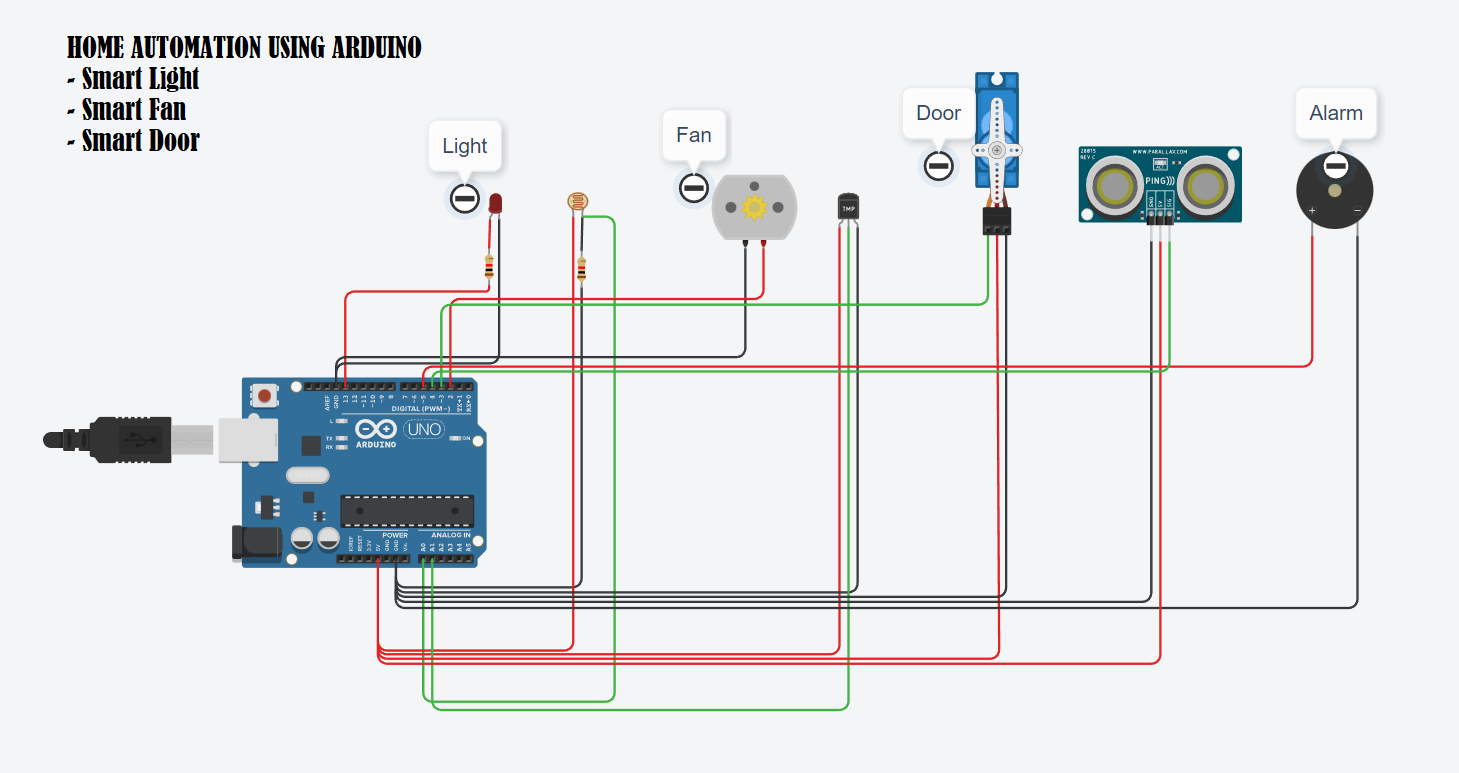 HOME AUTOMATION USING ARDUINO
- Smart Light
- Smart Fan
- Smart Door
Light
Fan
Door
Alarm
TMP
28015
REV C
WWW.PARALLAX.COM
PING)))
GND
5V
SIG
+
-
AREF
GND
13
12
~11
~10
~9
8
7
~6
~5
4
~3
2
TX→1
RX←0
DIGITAL (PWM~)
L
TX
RX
ARDUINO
UNO
ON
POWER
ANALOG IN
IOREF
RESET
3.3V
5V
GND
GND
Vin
A0
A1
A2
A3
A4
A5